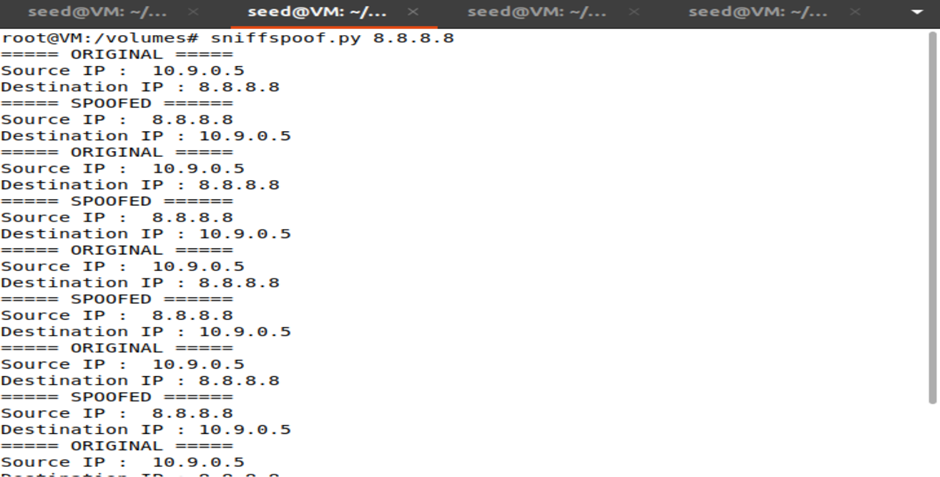 seed@VM: ~/... × seed@VM: ~/... × seed@VM: ~/... × seed@VM: ~/... ×
root@VM:/volumes# sniffspoof.py 8.8.8.8
===== ORIGINAL =====
Source IP :  10.9.0.5
Destination IP : 8.8.8.8
===== SPOOFED ======
Source IP :  8.8.8.8
Destination IP : 10.9.0.5
===== ORIGINAL =====
Source IP :  10.9.0.5
Destination IP : 8.8.8.8
===== SPOOFED ======
Source IP :  8.8.8.8
Destination IP : 10.9.0.5
===== ORIGINAL =====
Source IP :  10.9.0.5
Destination IP : 8.8.8.8
===== SPOOFED ======
Source IP :  8.8.8.8
Destination IP : 10.9.0.5
===== ORIGINAL =====
Source IP :  10.9.0.5
Destination IP : 8.8.8.8
===== SPOOFED ======
Source IP :  8.8.8.8
Destination IP : 10.9.0.5
===== ORIGINAL =====
Source IP :  10.9.0.5